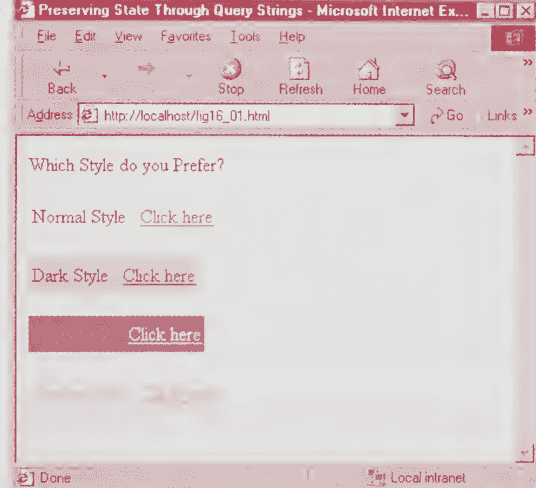 Preserving State Through Query Strings - Microsoft Internet Ex...
File Edit View Favorites Tools Help
Back Stop Refresh Home Search »
Address http://localhost/fig16_01.html Go Links »
Which Style do you Prefer?
Normal Style Click here
Dark Style Click here
Click here
Done Local intranet